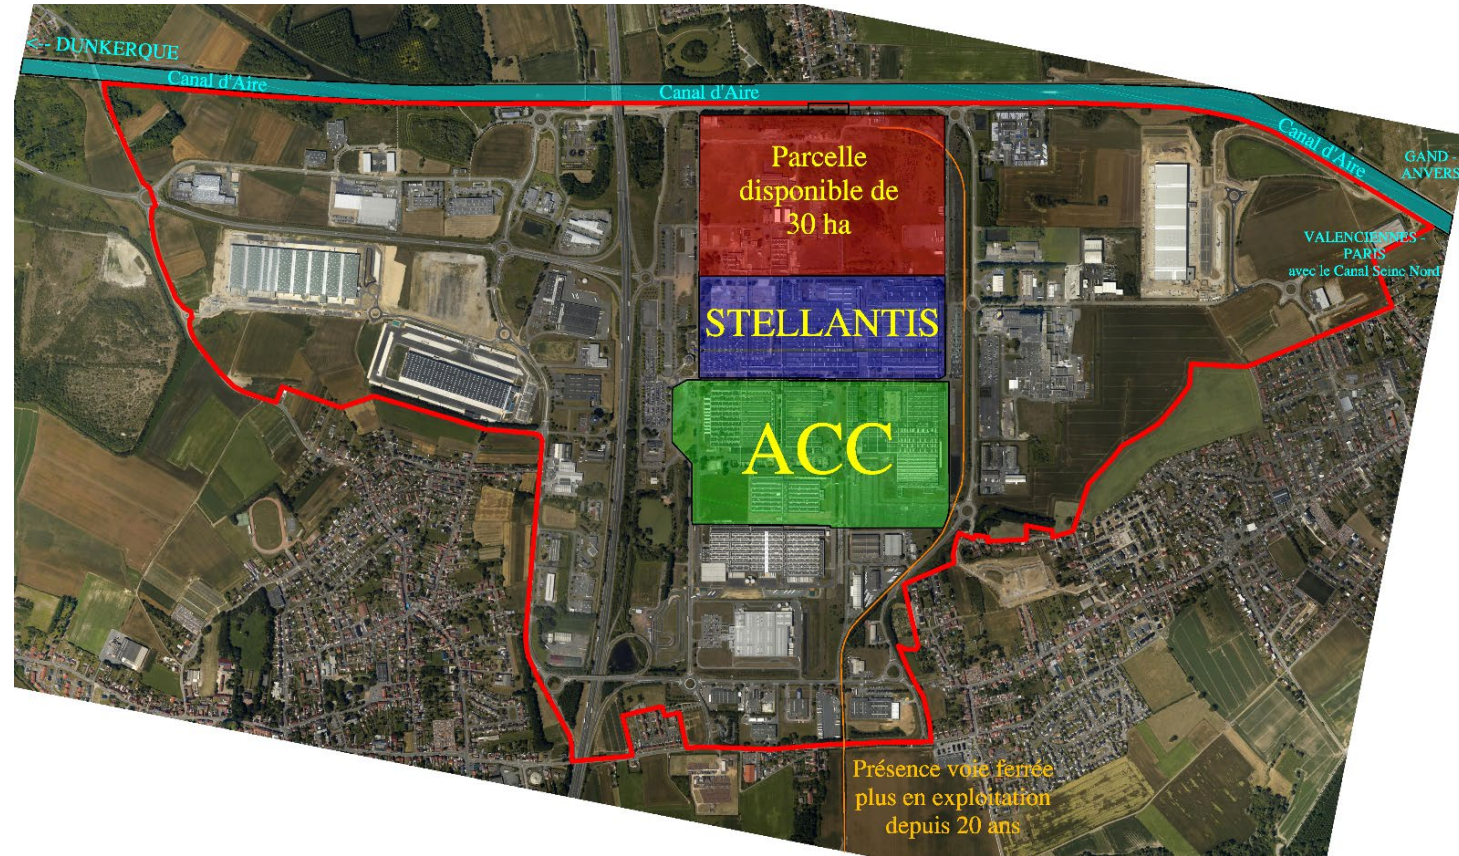 <-- DUNKERQUE
Canal d'Aire
Canal d'Aire
Canal d'Aire
GAND -
ANVERS
VALENCIENNES -
PARIS
avec le Canal Seine Nord
Parcelle
disponible de
30 ha
STELLANTIS
ACC
Présence voie ferrée
plus en exploitation
depuis 20 ans